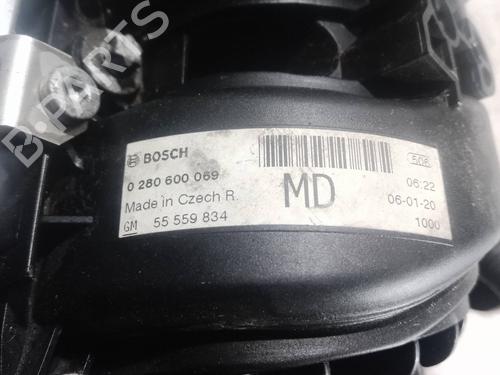 B-PARTS
BOSCH
506
0 280 600 069
MD
06:22
Made in Czech R.
06-01-20
GM 55 559 834
1000